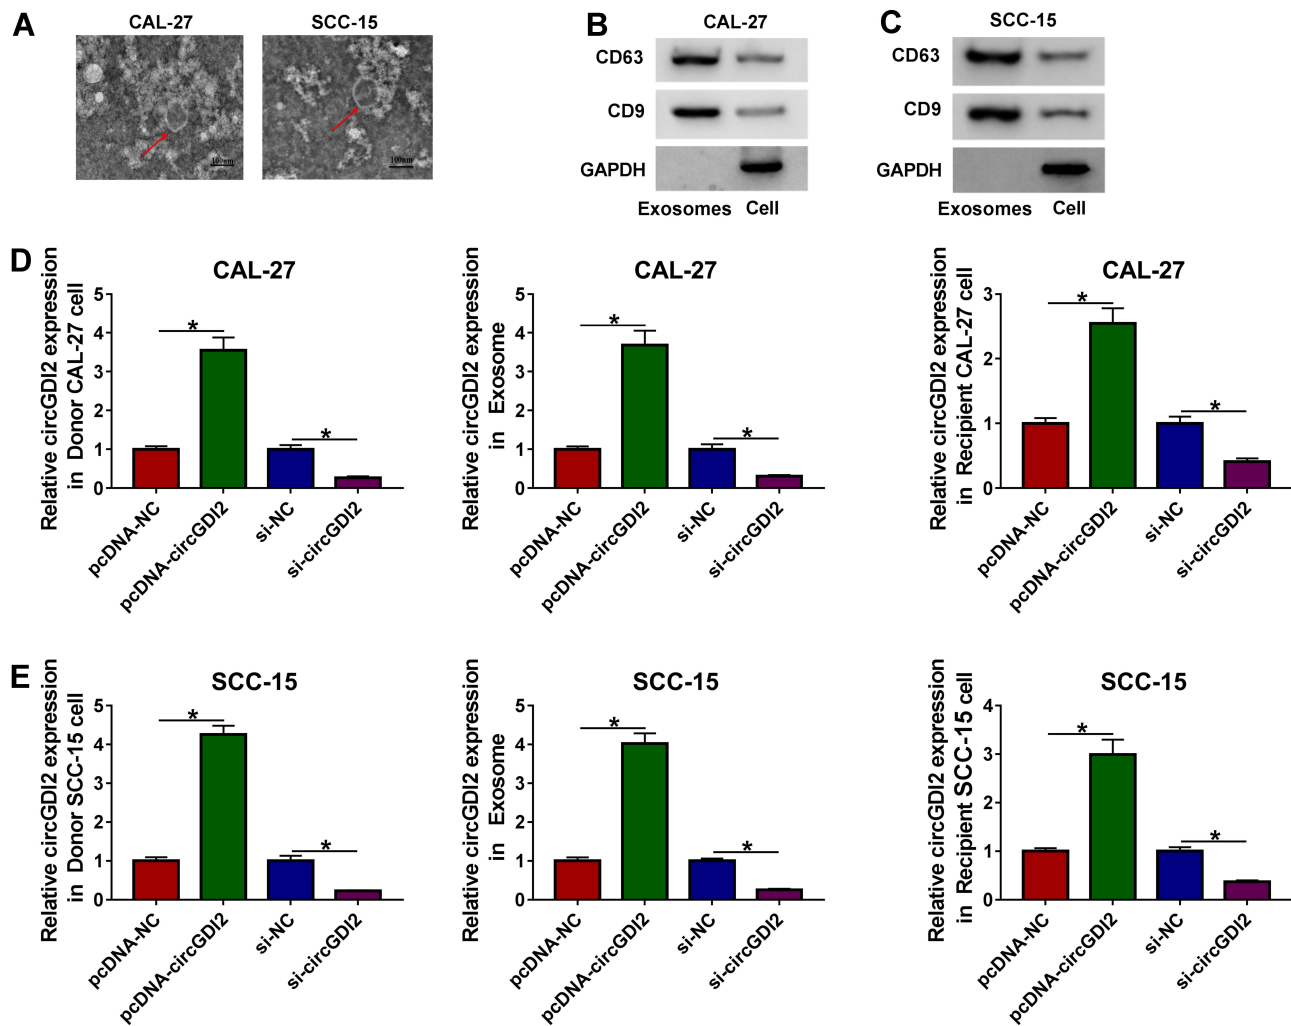 A
CAL-27
SCC-15
100nm
100nm
B
CAL-27
CD63
CD9
GAPDH
Exosomes Cell
C
SCC-15
CD63
CD9
GAPDH
Exosomes Cell
D
CAL-27
Relative circGDI2 expression
in Donor CAL-27 cell
5
4
3
2
1
0
*
*
pcDNA-NC
pcDNA-circGDI2
si-NC
si-circGDI2
CAL-27
Relative circGDI2 expression
in Exosome
5
4
3
2
1
0
*
*
pcDNA-NC
pcDNA-circGDI2
si-NC
si-circGDI2
CAL-27
Relative circGDI2 expression
in Recipient CAL-27 cell
3
2
1
0
*
*
pcDNA-NC
pcDNA-circGDI2
si-NC
si-circGDI2
E
SCC-15
Relative circGDI2 expression
in Donor SCC-15 cell
5
4
3
2
1
0
*
*
pcDNA-NC
pcDNA-circGDI2
si-NC
si-circGDI2
SCC-15
Relative circGDI2 expression
in Exosome
5
4
3
2
1
0
*
*
pcDNA-NC
pcDNA-circGDI2
si-NC
si-circGDI2
SCC-15
Relative circGDI2 expression
in Recipient SCC-15 cell
4
3
2
1
0
*
*
pcDNA-NC
pcDNA-circGDI2
si-NC
si-circGDI2